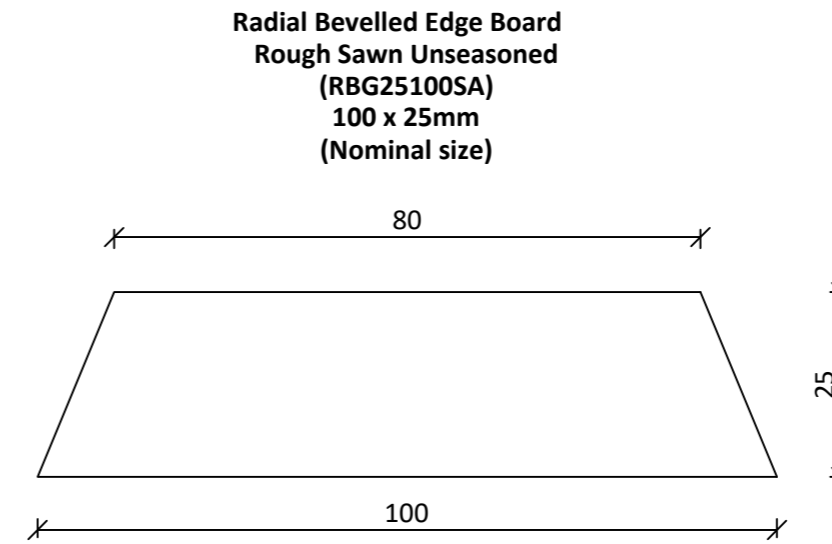 Radial Bevelled Edge Board
Rough Sawn Unseasoned
(RBG25100SA)
100 x 25mm
(Nominal size)
80
25
100